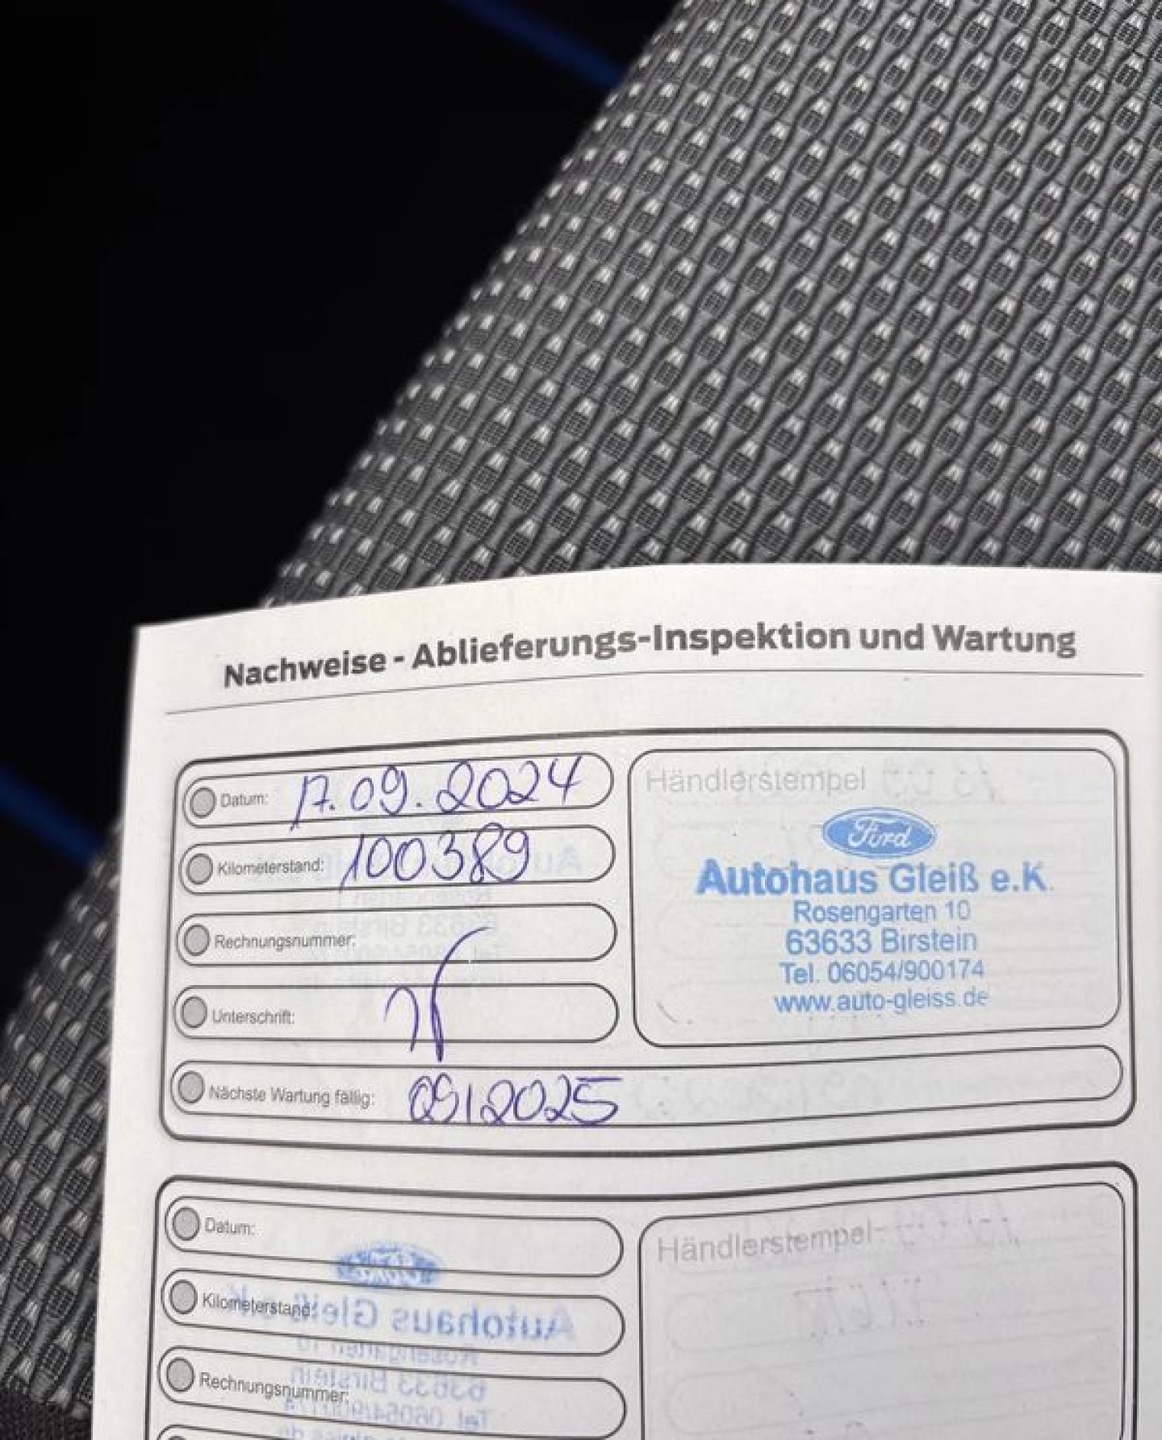 Nachweise - Ablieferungs-Inspektion und Wartung
Datum: 17.09.2024
Kilometerstand: 100389
Rechnungsnummer:
Unterschrift:
Nächste Wartung fällig: 09/2025
Händlerstempel
Ford
Autohaus Gleiß e.K.
Rosengarten 10
63633 Birstein
Tel. 06054/900174
www.auto-gleiss.de
Datum:
Kilometerstand:
Rechnungsnummer:
Händlerstempel